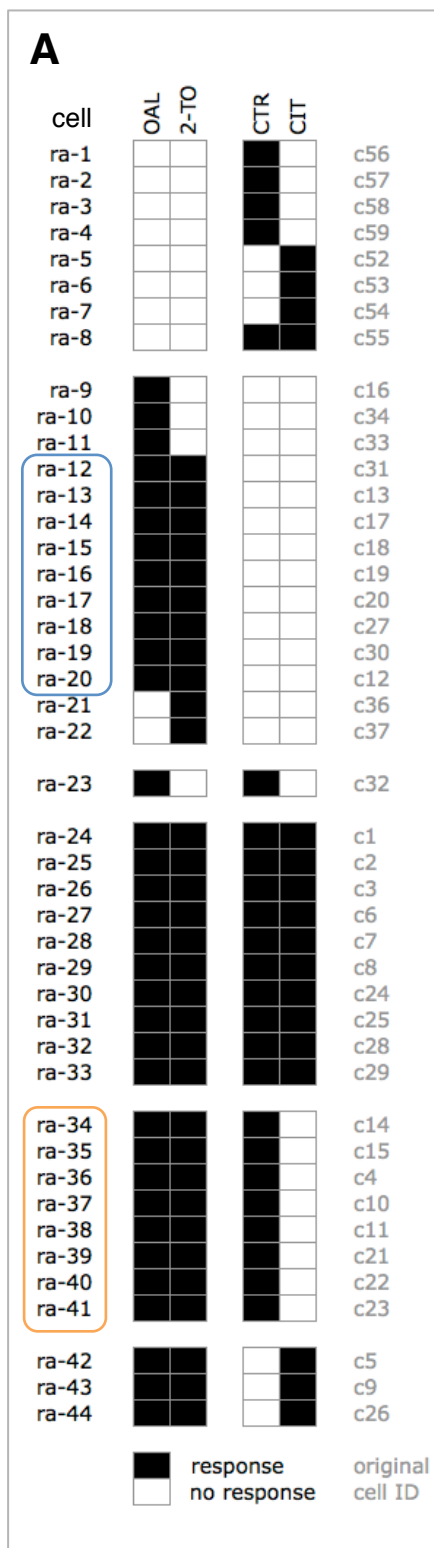 A
cell OAL 2-TO CTR CIT
ra-1 c56
ra-2 c57
ra-3 c58
ra-4 c59
ra-5 c52
ra-6 c53
ra-7 c54
ra-8 c55
ra-9 c16
ra-10 c34
ra-11 c33
ra-12 c31
ra-13 c13
ra-14 c17
ra-15 c18
ra-16 c19
ra-17 c20
ra-18 c27
ra-19 c30
ra-20 c12
ra-21 c36
ra-22 c37
ra-23 c32
ra-24 c1
ra-25 c2
ra-26 c3
ra-27 c6
ra-28 c7
ra-29 c8
ra-30 c24
ra-31 c25
ra-32 c28
ra-33 c29
ra-34 c14
ra-35 c15
ra-36 c4
ra-37 c10
ra-38 c11
ra-39 c21
ra-40 c22
ra-41 c23
ra-42 c5
ra-43 c9
ra-44 c26
response original
no response cell ID